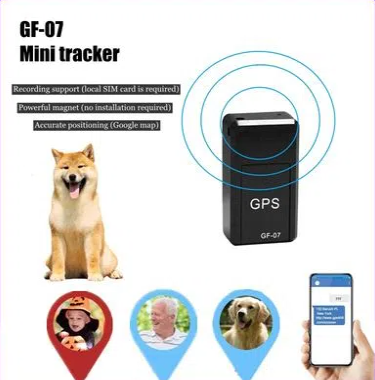 GF-07
Mini tracker
Recording support (local SIM card is required)
Powerful magnet (no installation required)
Accurate positioning (Google map)
GPS
GF-07